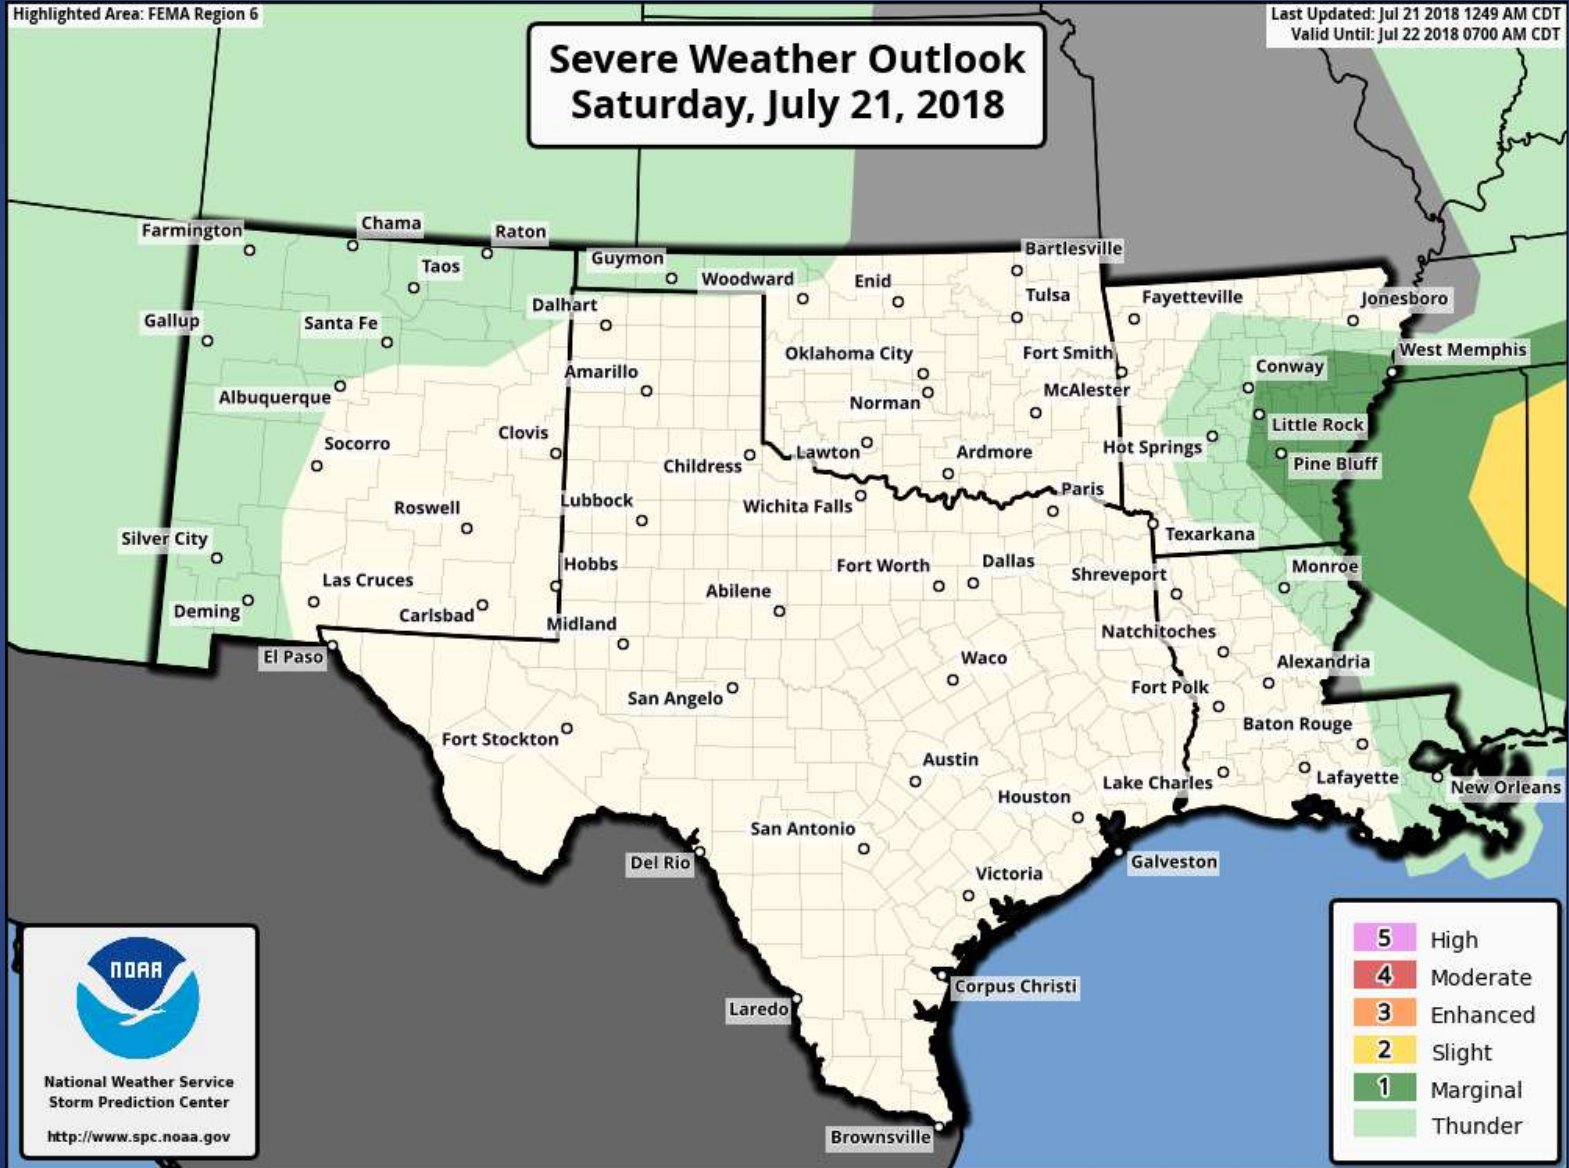 Highlighted Area: FEMA Region 6
Last Updated: Jul 21 2018 1249 AM CDT
Valid Until: Jul 22 2018 0700 AM CDT
Severe Weather Outlook
Saturday, July 21, 2018
Farmington
Chama
Raton
Taos
Guymon
Woodward
Enid
Bartlesville
Tulsa
Fayetteville
Jonesboro
Gallup
Santa Fe
Dalhart
Oklahoma City
Fort Smith
West Memphis
Conway
Albuquerque
Amarillo
Norman
McAlester
Little Rock
Socorro
Clovis
Childress
Lawton
Ardmore
Hot Springs
Pine Bluff
Roswell
Lubbock
Wichita Falls
Paris
Texarkana
Silver City
Las Cruces
Hobbs
Fort Worth
Dallas
Shreveport
Monroe
Deming
Carlsbad
Midland
Abilene
Natchitoches
El Paso
San Angelo
Waco
Alexandria
Fort Polk
Fort Stockton
Baton Rouge
Austin
Houston
Lake Charles
Lafayette
New Orleans
San Antonio
Del Rio
Galveston
Victoria
Laredo
Corpus Christi
Brownsville
NOAA
National Weather Service
Storm Prediction Center
http://www.spc.noaa.gov
5 High
4 Moderate
3 Enhanced
2 Slight
1 Marginal
Thunder